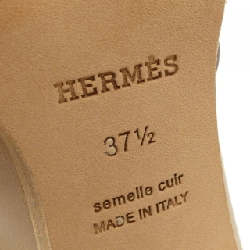 HERMÈS
37½
semelle cuir
MADE IN ITALY